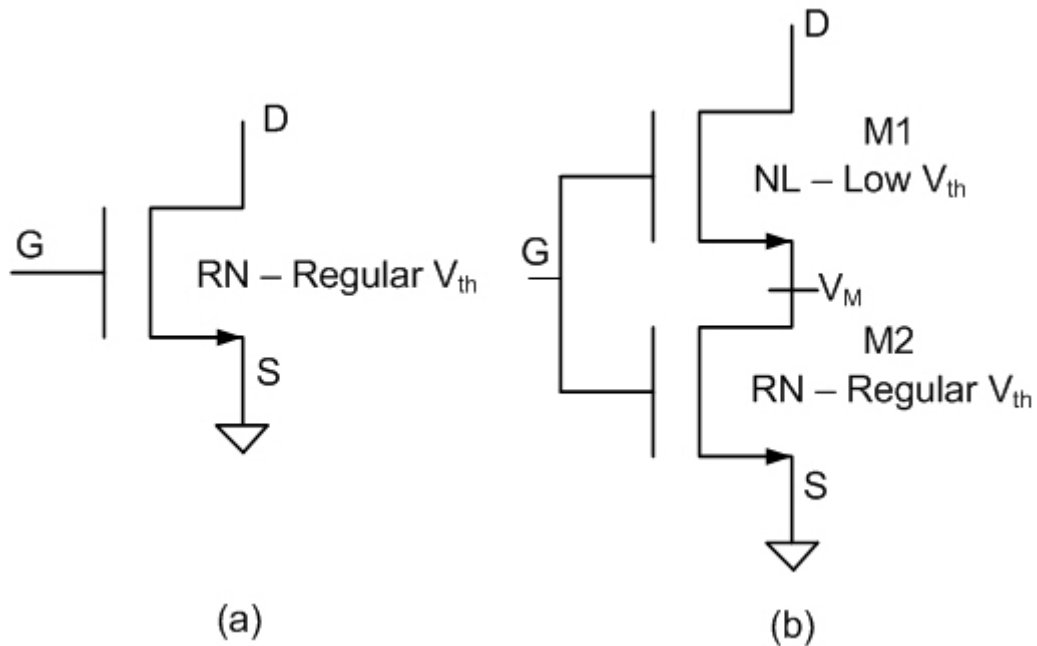 D
G
RN – Regular Vth
S
(a)
D
M1
NL – Low Vth
G
VM
M2
RN – Regular Vth
S
(b)